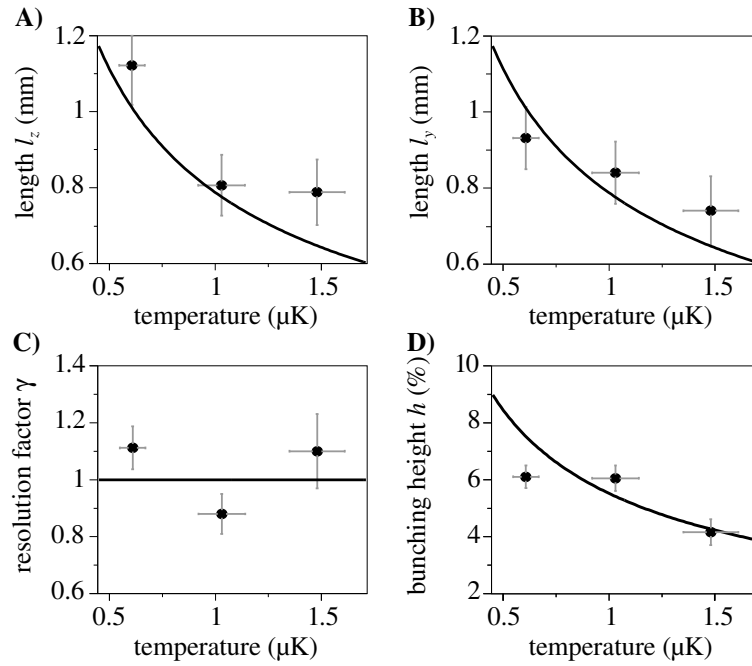 A)
length l_z (mm)
1.2
1
0.8
0.6
0.5
1
1.5
temperature (μK)
B)
length l_y (mm)
1.2
1
0.8
0.6
0.5
1
1.5
temperature (μK)
C)
resolution factor γ
1.4
1.2
1
0.8
0.6
0.5
1
1.5
temperature (μK)
D)
bunching height h (%)
10
8
6
4
2
0.5
1
1.5
temperature (μK)